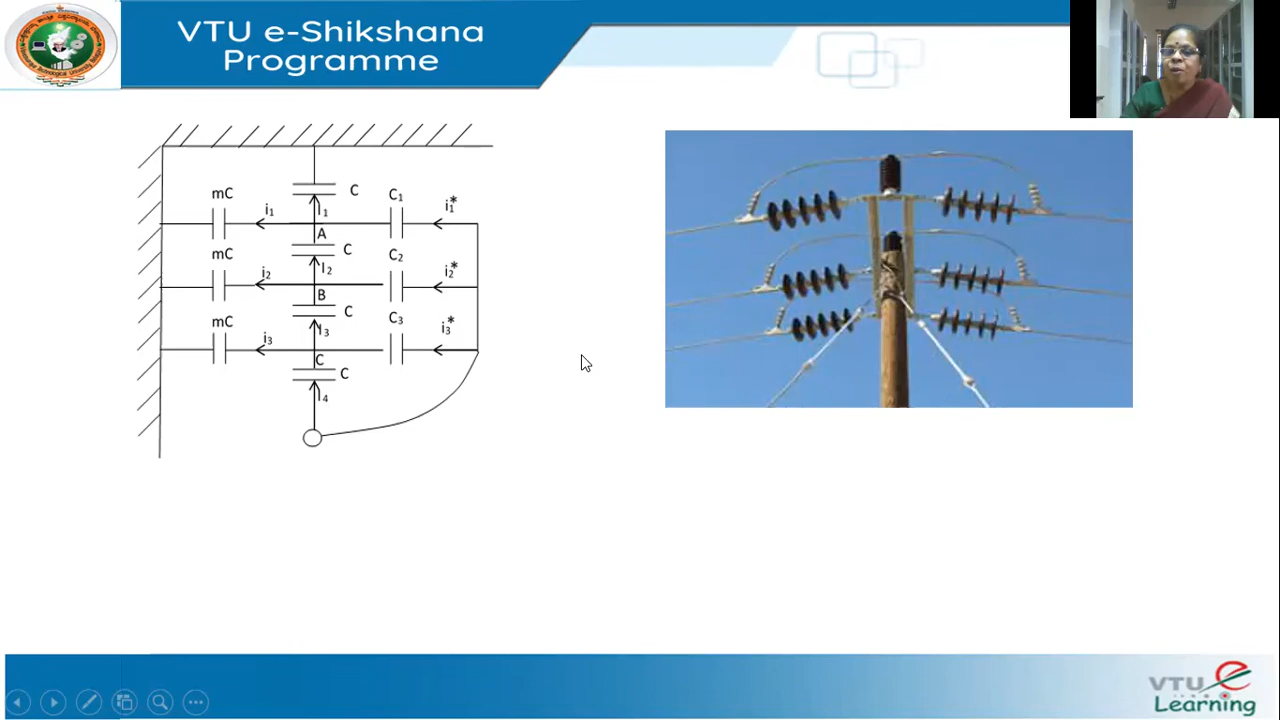 VTU e-Shikshana
Programme
mC
C
C₁
i₁
I₁
i₁*
A
mC
C
C₂
i₂
I₂
i₂*
B
mC
C
C₃
i₃
I₃
i₃*
C
C
I₄
VTU e
Learning